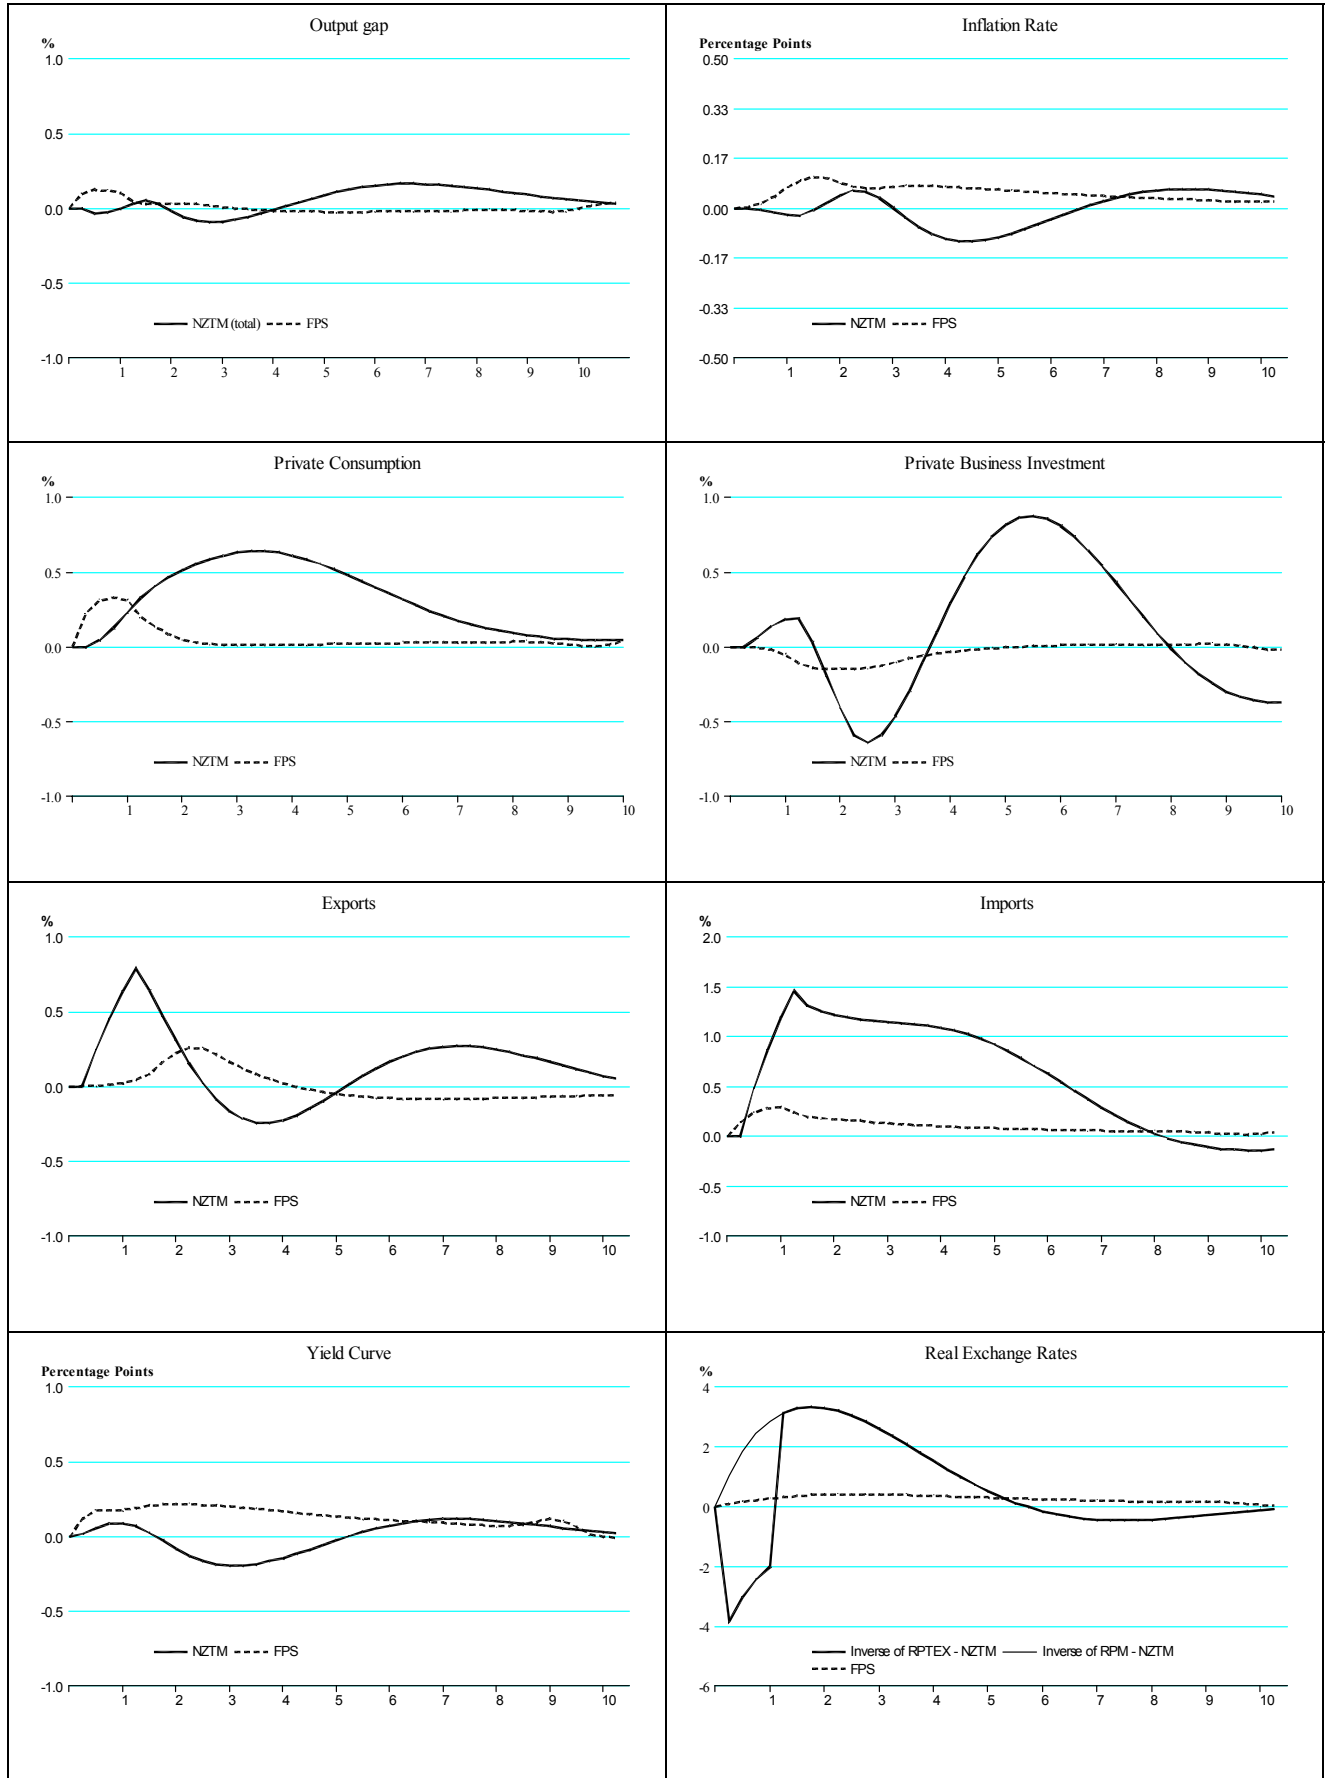 Output gap
%
1.0
0.5
0.0
-0.5
-1.0
NZTM (total) FPS
1 2 3 4 5 6 7 8 9 10
Inflation Rate
Percentage Points
0.50
0.33
0.17
0.00
-0.17
-0.33
-0.50
NZTM FPS
1 2 3 4 5 6 7 8 9 10
Private Consumption
%
1.0
0.5
0.0
-0.5
-1.0
NZTM FPS
1 2 3 4 5 6 7 8 9 10
Private Business Investment
%
1.0
0.5
0.0
-0.5
-1.0
NZTM FPS
1 2 3 4 5 6 7 8 9 10
Exports
%
1.0
0.5
0.0
-0.5
-1.0
NZTM FPS
1 2 3 4 5 6 7 8 9 10
Imports
%
2.0
1.5
1.0
0.5
0.0
-0.5
-1.0
NZTM FPS
1 2 3 4 5 6 7 8 9 10
Yield Curve
Percentage Points
1.0
0.5
0.0
-0.5
-1.0
NZTM FPS
1 2 3 4 5 6 7 8 9 10
Real Exchange Rates
%
4
2
0
-2
-4
-6
Inverse of RPTEX - NZTM Inverse of RPM - NZTM
FPS
1 2 3 4 5 6 7 8 9 10